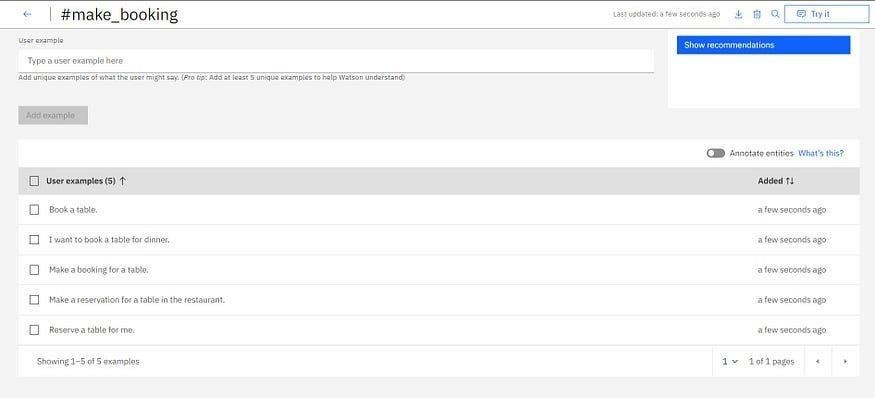 #make_booking
Last updated: a few seconds ago
Try it
User example
Type a user example here
Add unique examples of what the user might say. (Pro tip: Add at least 5 unique examples to help Watson understand)
Show recommendations
Add example
Annotate entities What's this?
User examples (5) Added
Book a table. a few seconds ago
I want to book a table for dinner. a few seconds ago
Make a booking for a table. a few seconds ago
Make a reservation for a table in the restaurant. a few seconds ago
Reserve a table for me. a few seconds ago
Showing 1–5 of 5 examples 1 1 of 1 pages